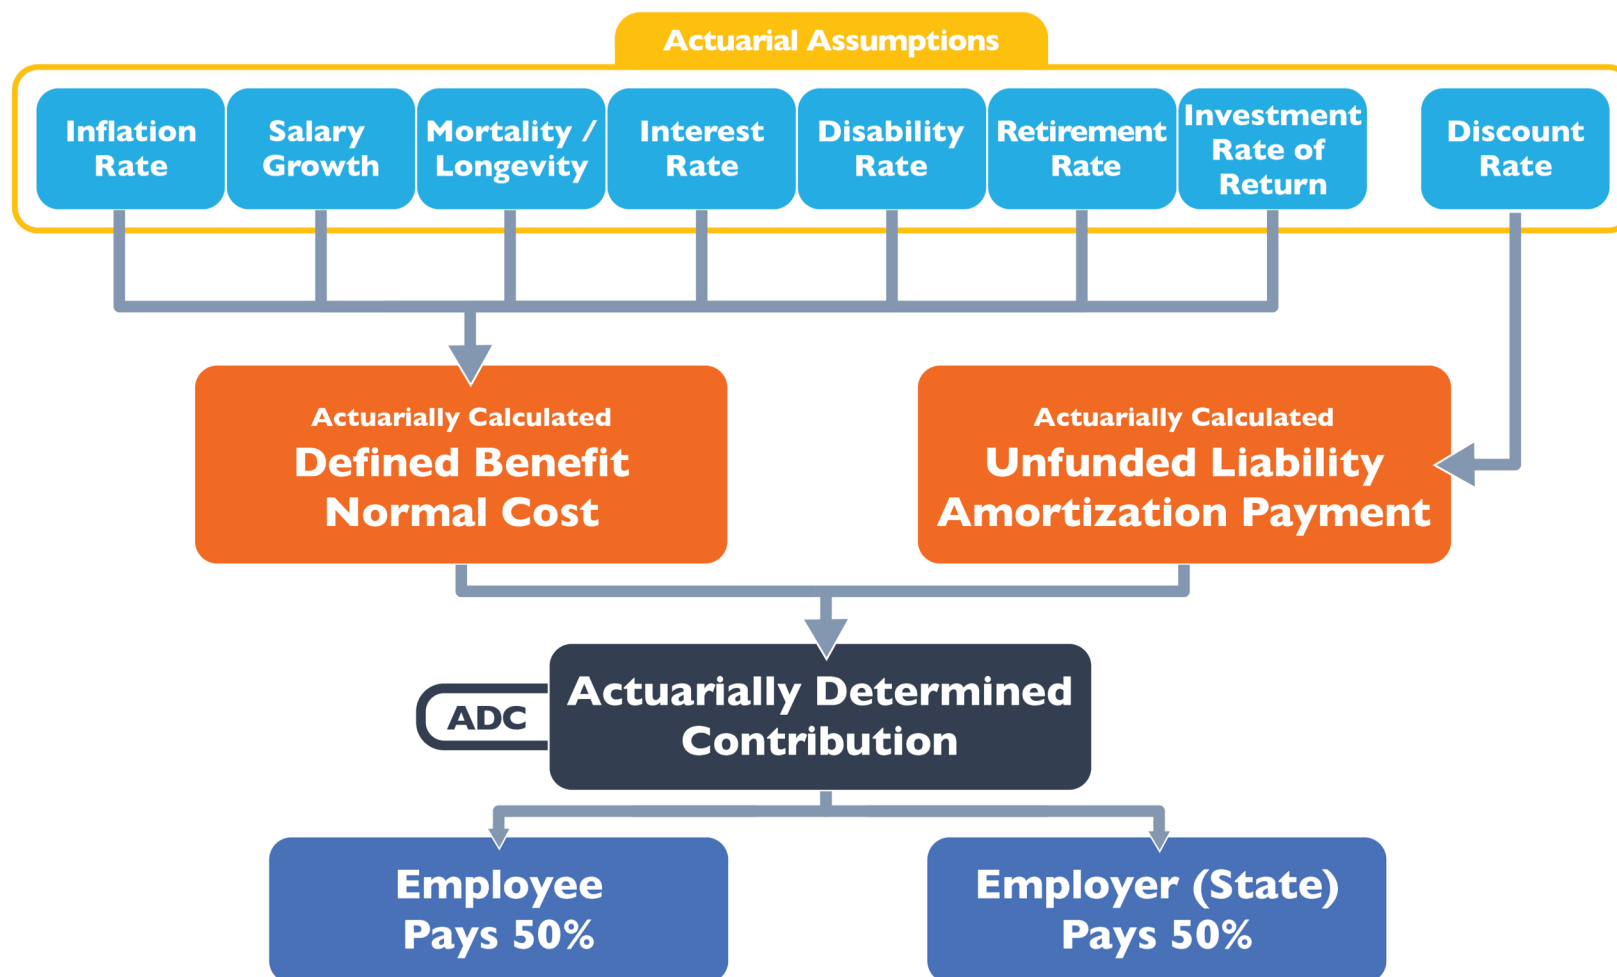 Actuarial Assumptions
Inflation
Rate
Salary
Growth
Mortality /
Longevity
Interest
Rate
Disability
Rate
Retirement
Rate
Investment
Rate of
Return
Discount
Rate
Actuarially Calculated
Defined Benefit
Normal Cost
Actuarially Calculated
Unfunded Liability
Amortization Payment
ADC
Actuarially Determined
Contribution
Employee
Pays 50%
Employer (State)
Pays 50%